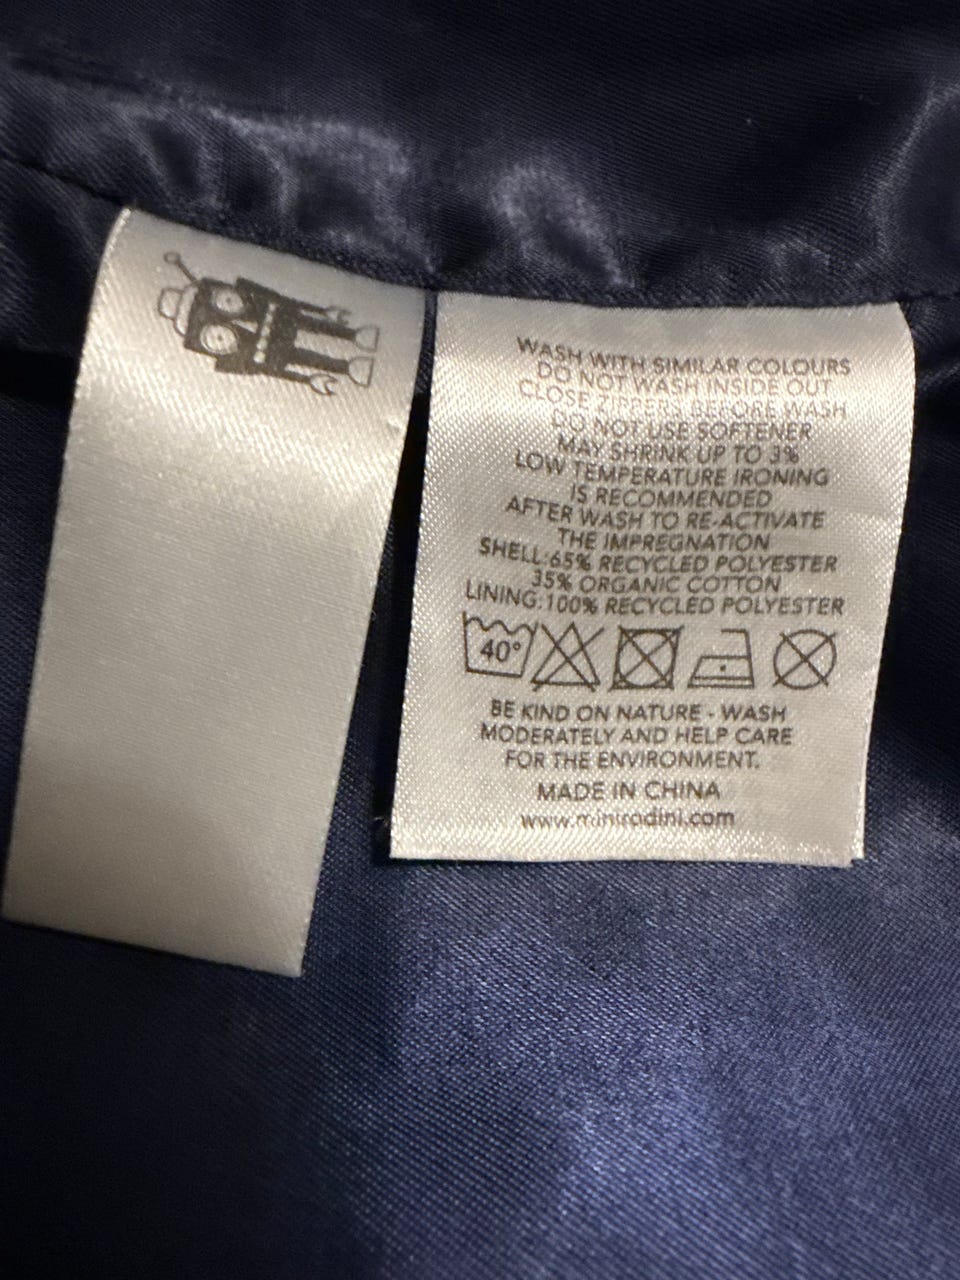 WASH WITH SIMILAR COLOURS
DO NOT WASH INSIDE OUT
CLOSE ZIPPERS BEFORE WASH
DO NOT USE SOFTENER
MAY SHRINK UP TO 3%
LOW TEMPERATURE IRONING
IS RECOMMENDED
AFTER WASH TO RE-ACTIVATE
THE IMPREGNATION
SHELL:65% RECYCLED POLYESTER
35% ORGANIC COTTON
LINING:100% RECYCLED POLYESTER
40°
BE KIND ON NATURE - WASH
MODERATELY AND HELP CARE
FOR THE ENVIRONMENT.
MADE IN CHINA
www.minirodini.com